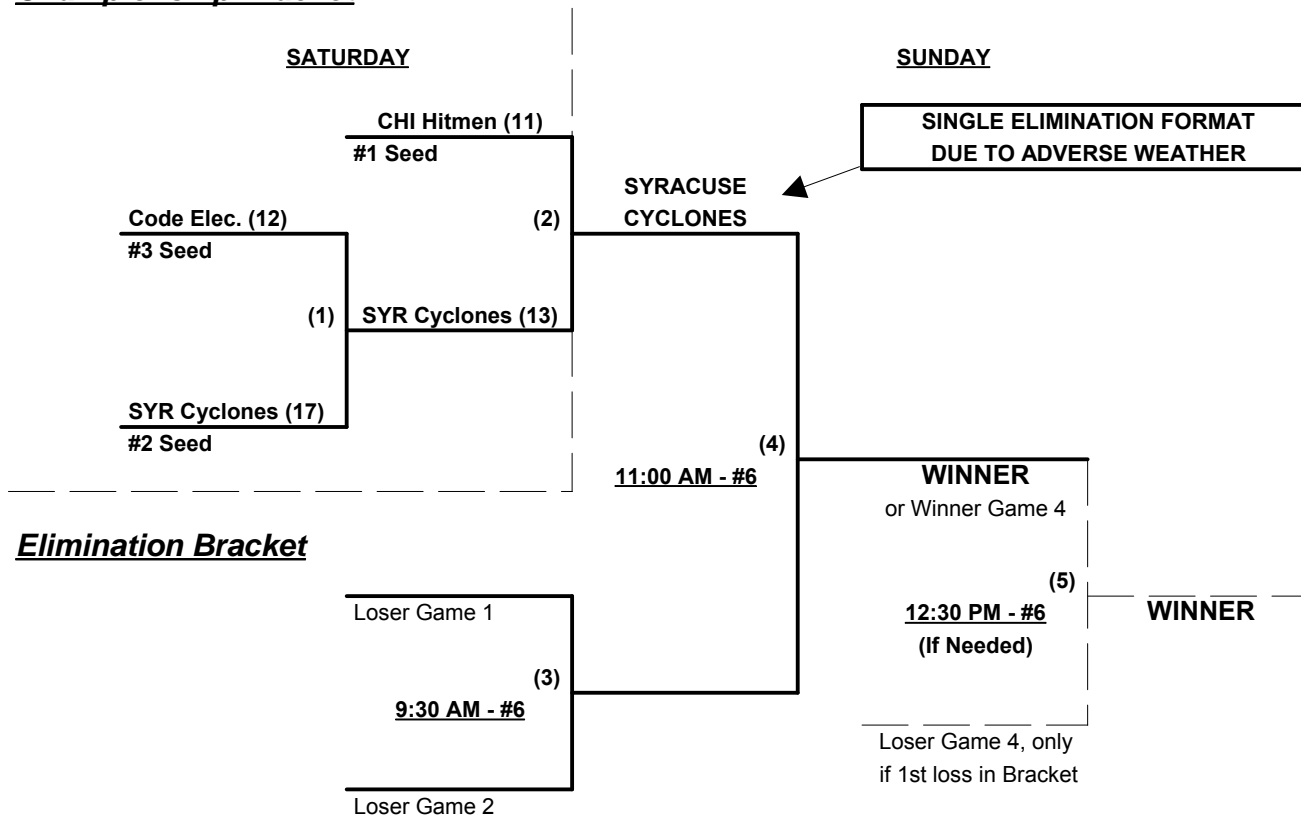 SATURDAY
SUNDAY
CHI Hitmen (11)
#1 Seed
SINGLE ELIMINATION FORMAT
DUE TO ADVERSE WEATHER
SYRACUSE
CYCLONES
Code Elec. (12)
#3 Seed
(2)
(1)
SYR Cyclones (13)
SYR Cyclones (17)
#2 Seed
(4)
11:00 AM - #6
WINNER
or Winner Game 4
Elimination Bracket
Loser Game 1
(5)
12:30 PM - #6
(If Needed)
WINNER
(3)
9:30 AM - #6
Loser Game 4, only
if 1st loss in Bracket
Loser Game 2